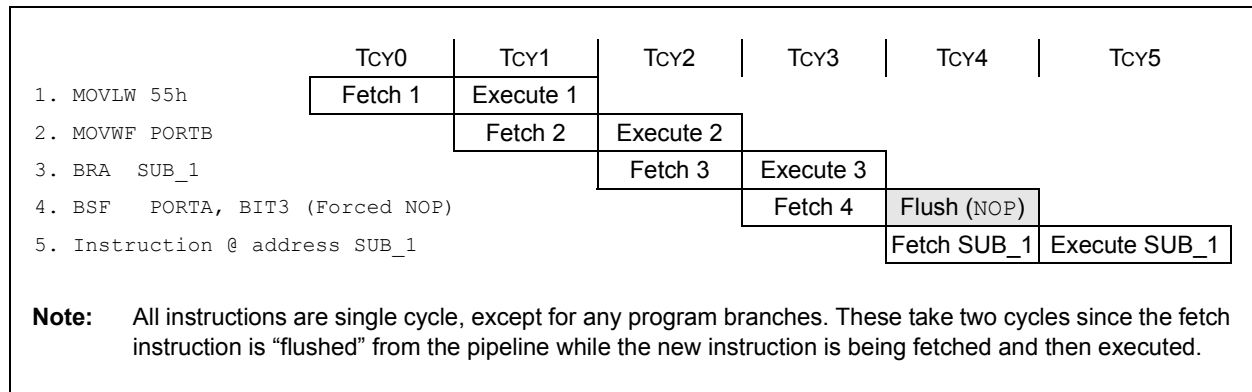 TCY0 TCY1 TCY2 TCY3 TCY4 TCY5
1. MOVLW 55h Fetch 1 Execute 1
2. MOVWF PORTB Fetch 2 Execute 2
3. BRA SUB_1 Fetch 3 Execute 3
4. BSF PORTA, BIT3 (Forced NOP) Fetch 4 Flush (NOP)
5. Instruction @ address SUB_1 Fetch SUB_1 Execute SUB_1
Note: All instructions are single cycle, except for any program branches. These take two cycles since the fetch
instruction is “flushed” from the pipeline while the new instruction is being fetched and then executed.